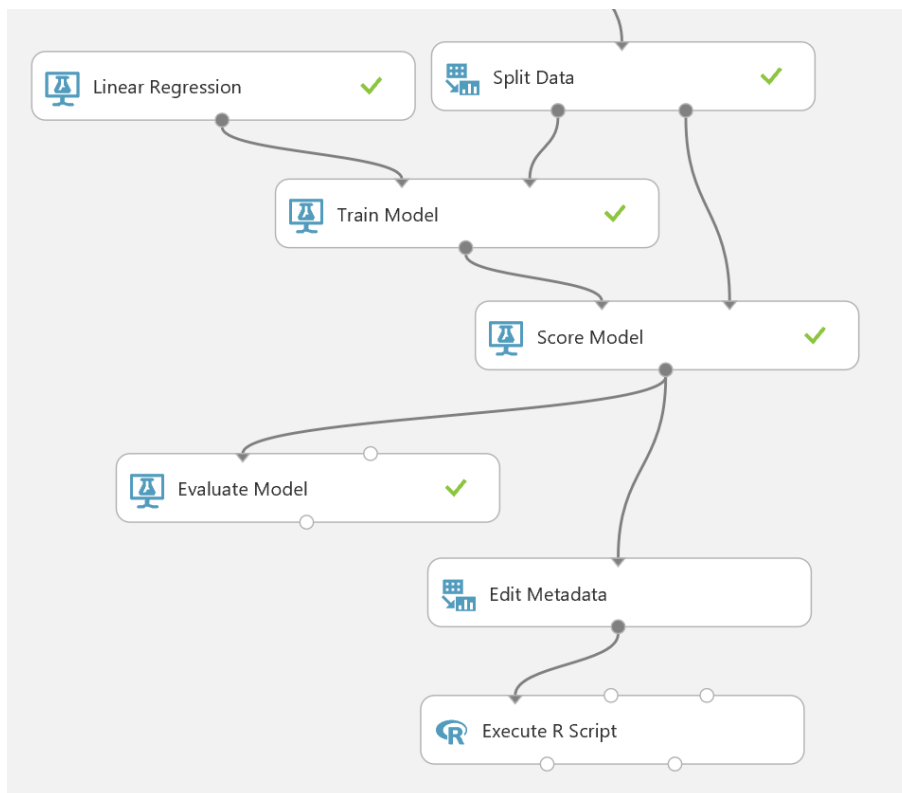 Linear Regression
Split Data
Train Model
Score Model
Evaluate Model
Edit Metadata
R Execute R Script